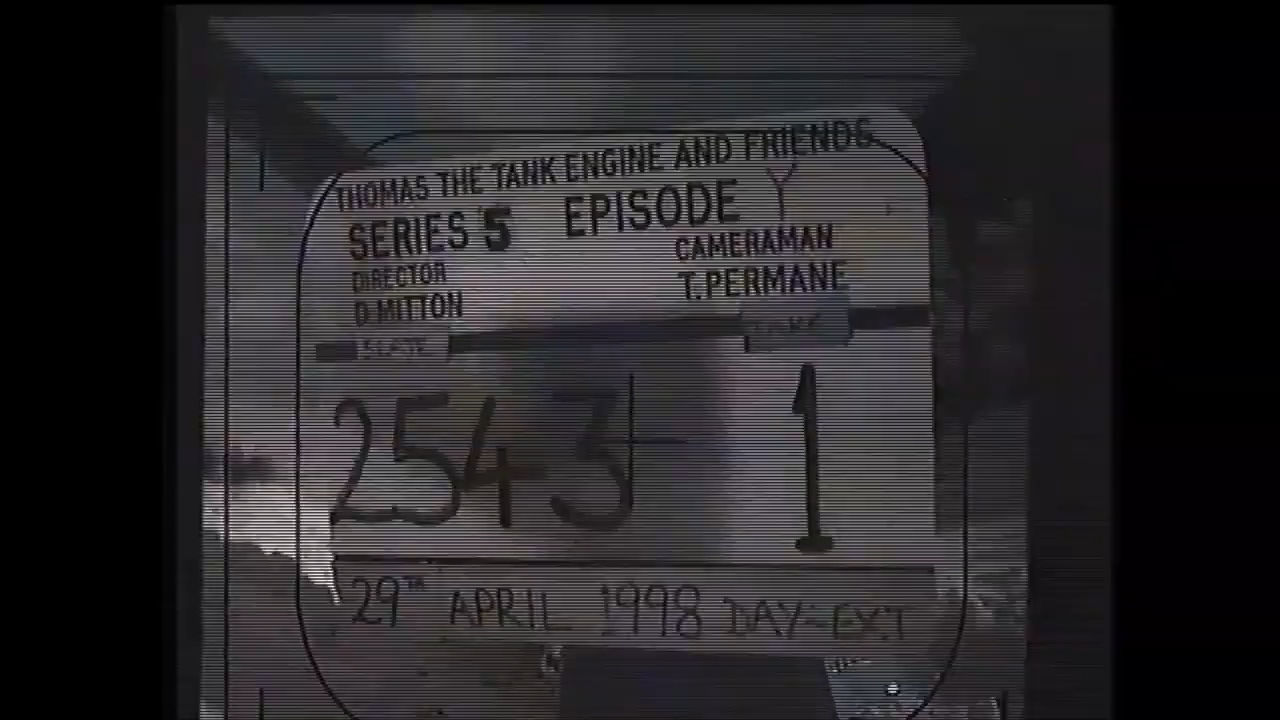 THOMAS THE TANK ENGINE AND FRIENDS
SERIES 5 EPISODE Y
DIRECTOR CAMERAMAN
D.MITTON T.PERMANE
SLATE
2543 1
29TH APRIL 1998 DAY-EXT